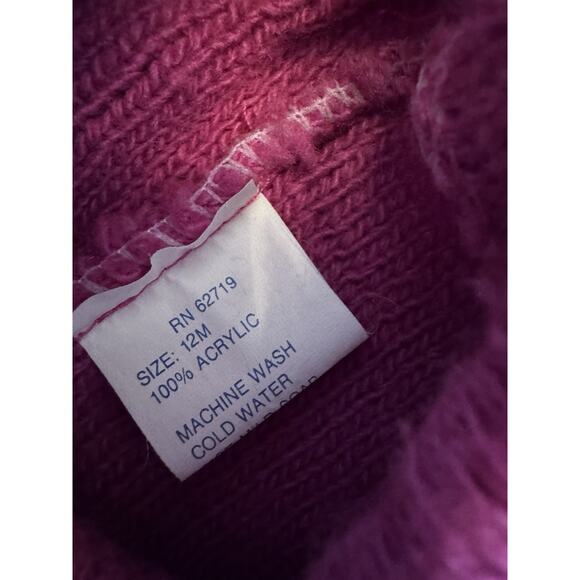 RN 62719
SIZE: 12M
100% ACRYLIC
MACHINE WASH
COLD WATER